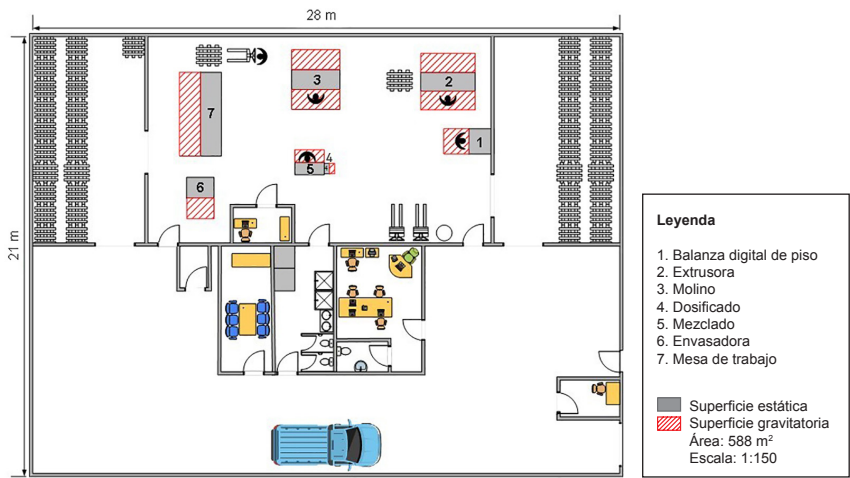 28 m
21 m
3
2
7
1
4
5
6
Leyenda
1. Balanza digital de piso
2. Extrusora
3. Molino
4. Dosificado
5. Mezclado
6. Envasadora
7. Mesa de trabajo
Superficie estática
Superficie gravitatoria
Área: 588 m²
Escala: 1:150